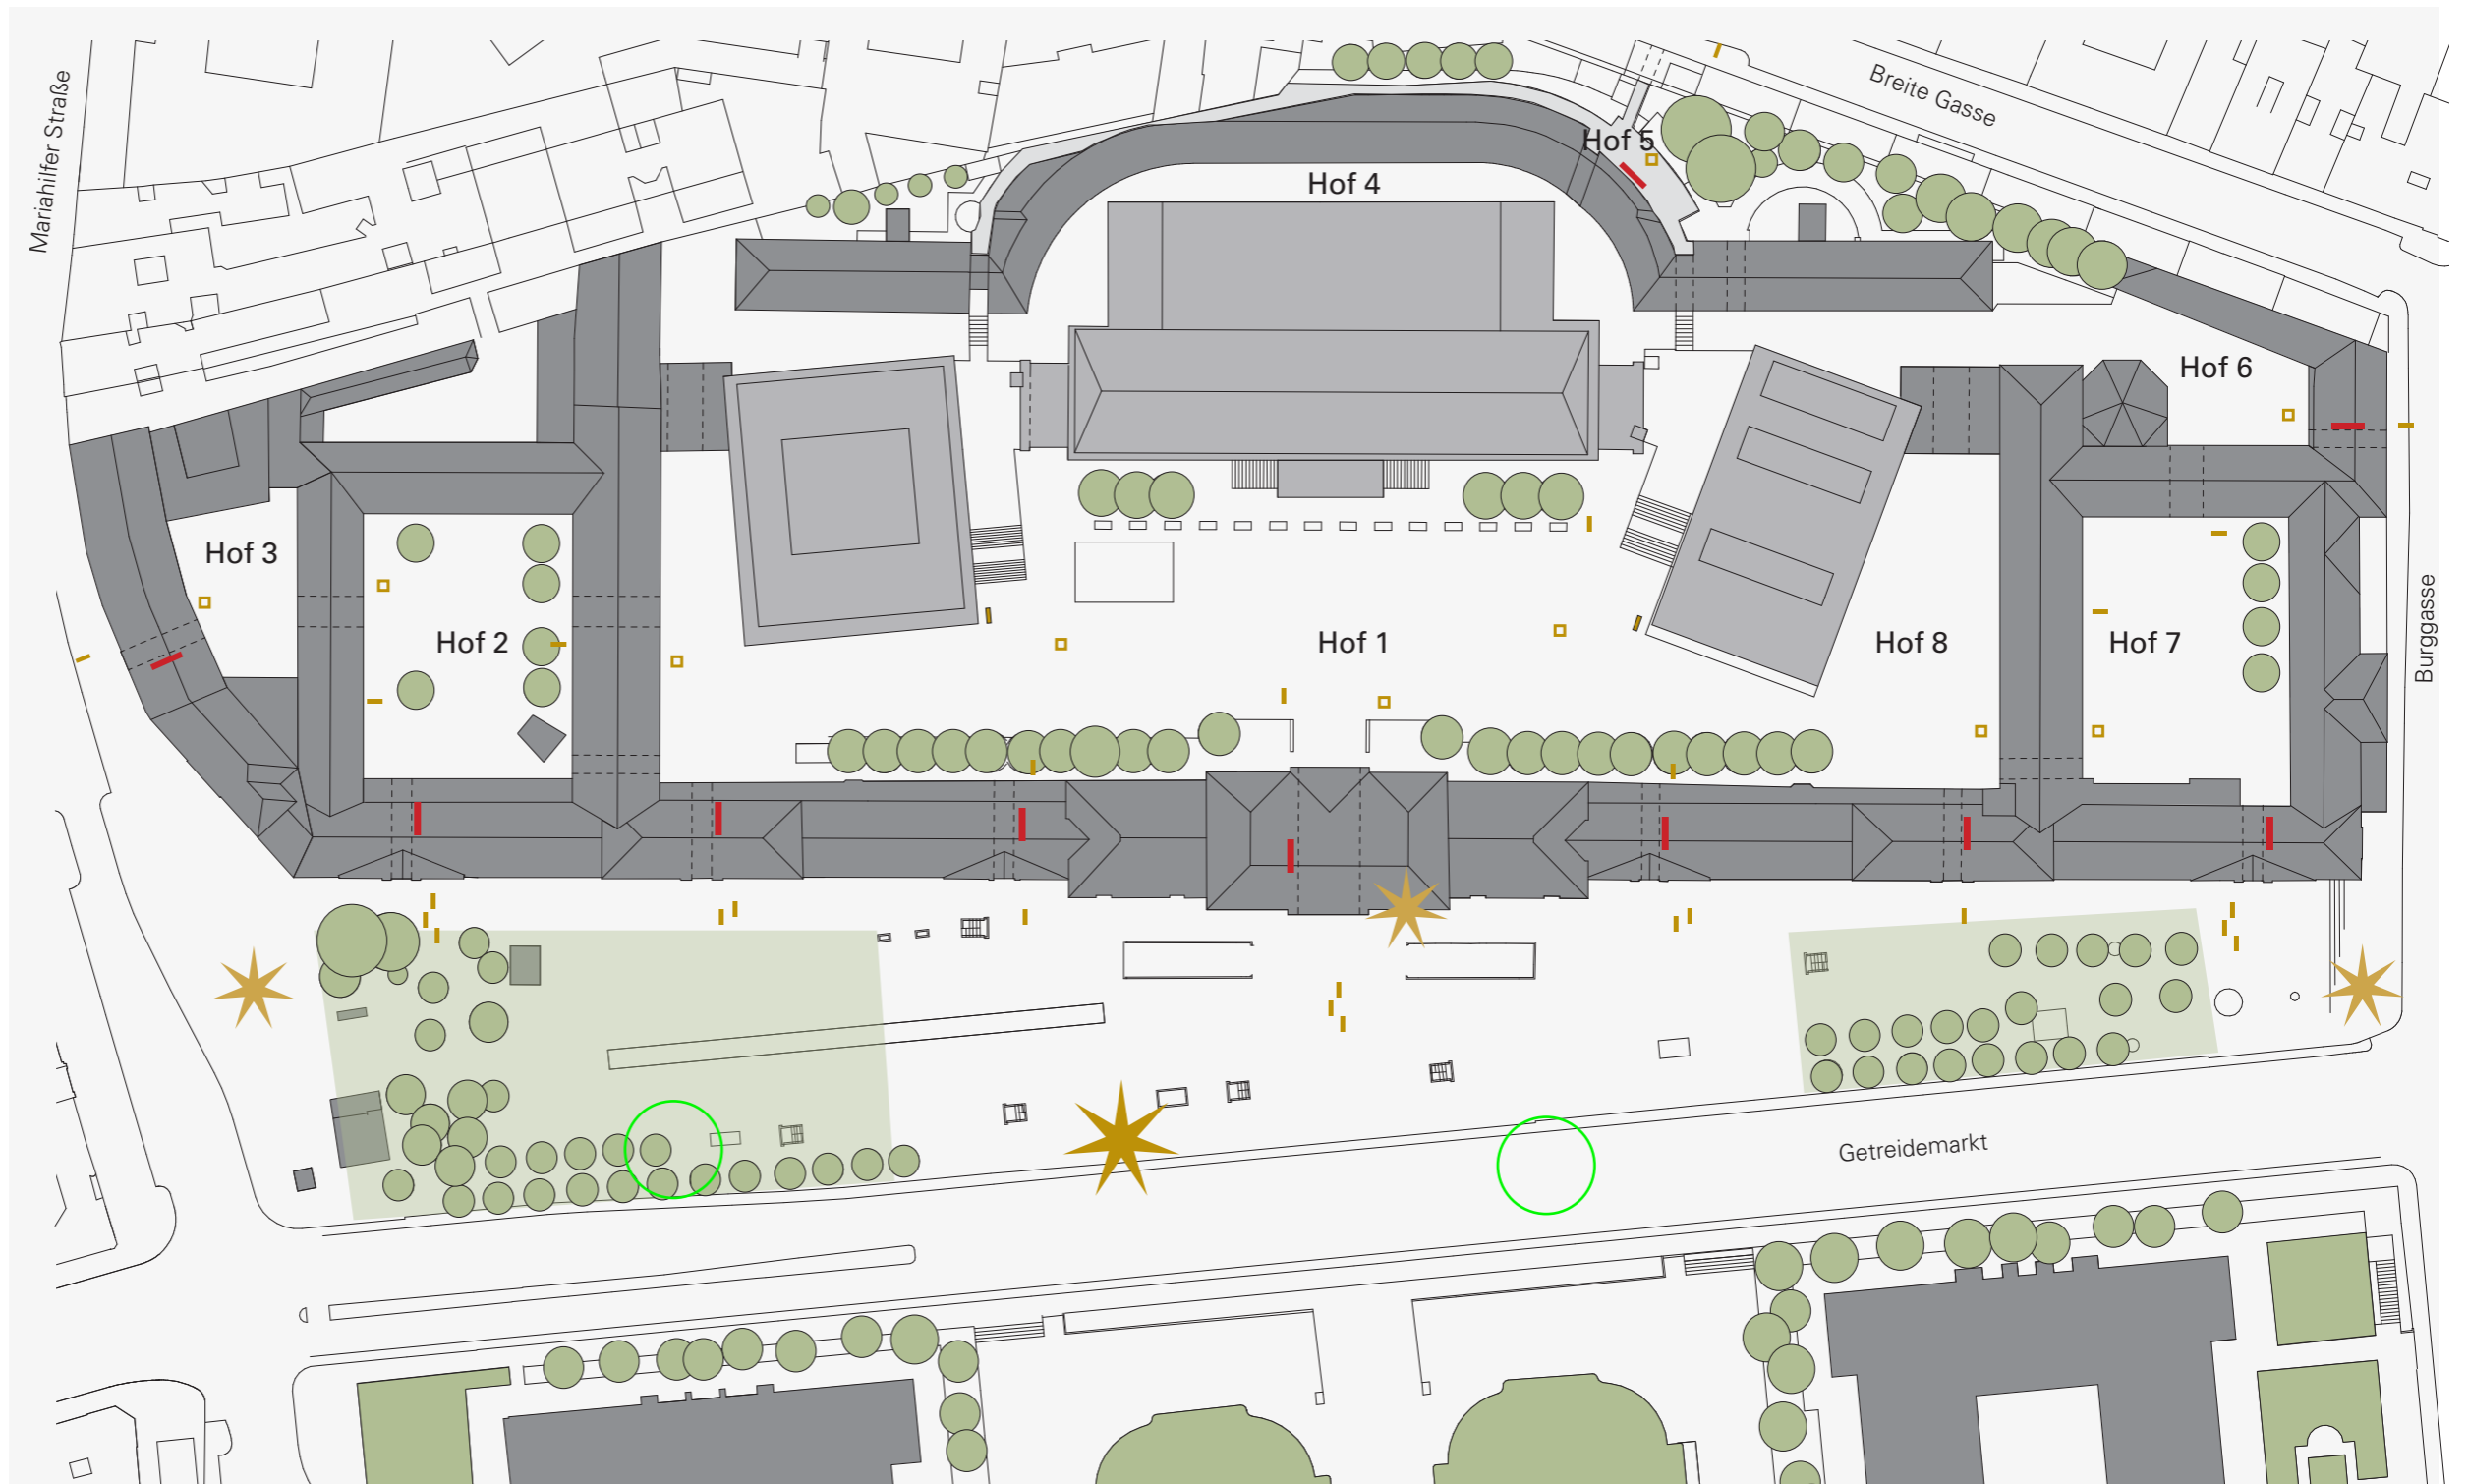 Mariahilfer Straße
Breite Gasse
Hof 5
Hof 4
Hof 6
Hof 3
Hof 2
Hof 1
Hof 8
Hof 7
Burggasse
Getreidemarkt